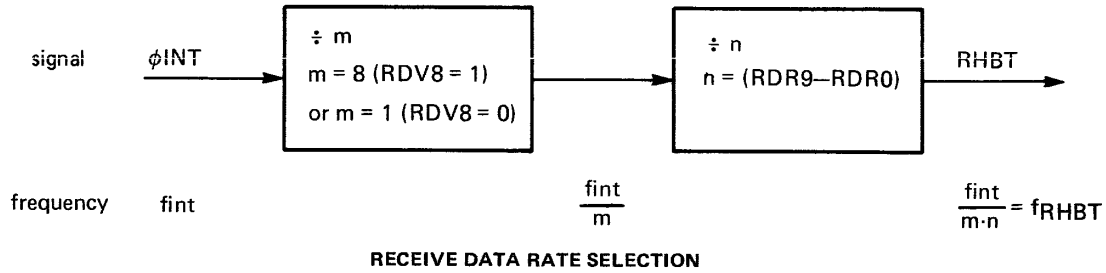 signal
ϕINT
÷ m
m = 8 (RDV8 = 1)
or m = 1 (RDV8 = 0)
÷ n
n = (RDR9–RDR0)
RHBT
frequency
fint
fint
m
fint
m·n
= fRHBT
RECEIVE DATA RATE SELECTION